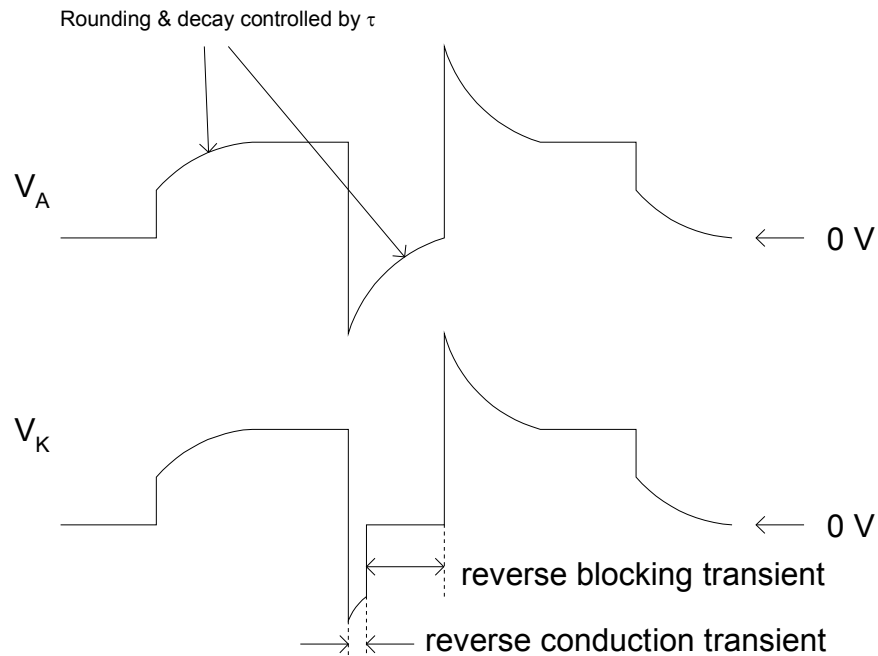 Rounding & decay controlled by τ
V_A
0 V
V_K
0 V
reverse blocking transient
reverse conduction transient